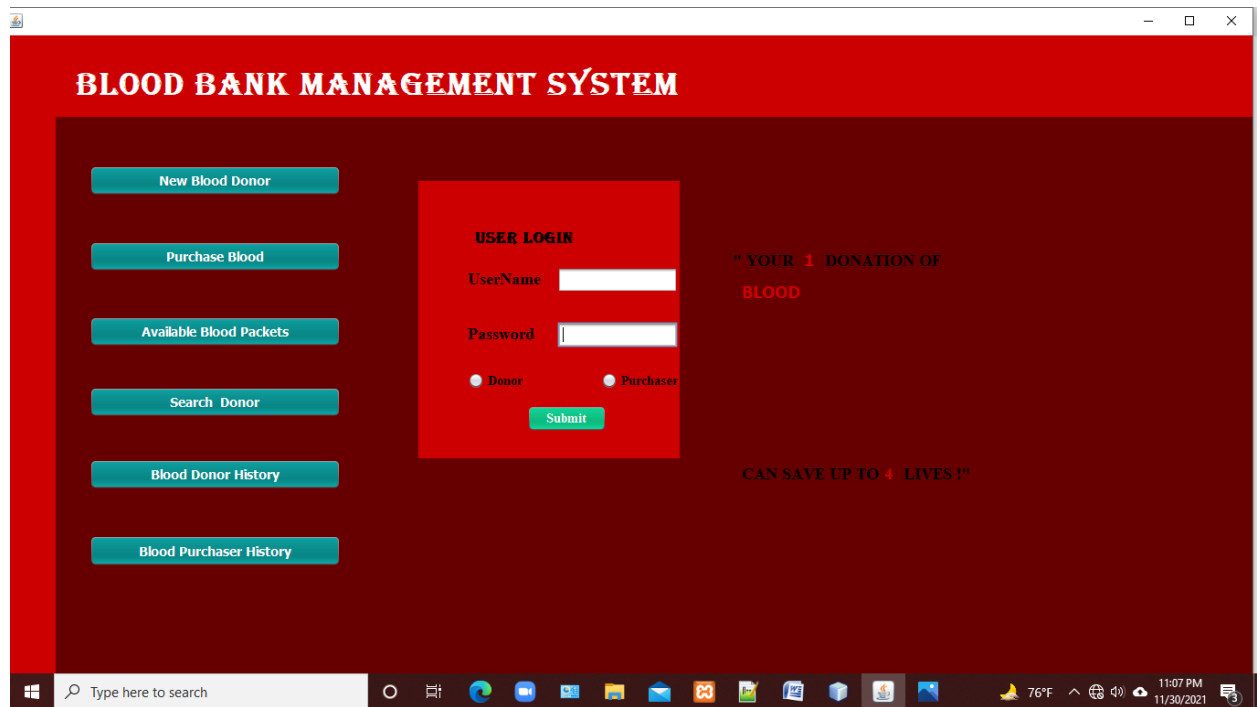 BLOOD BANK MANAGEMENT SYSTEM
New Blood Donor
Purchase Blood
Available Blood Packets
Search Donor
Blood Donor History
Blood Purchaser History
USER LOGIN
UserName
Password
Donor Purchaser
Submit
" YOUR 1 DONATION OF
BLOOD
CAN SAVE UP TO 4 LIVES !"
Type here to search
76°F
11:07 PM
11/30/2021
3